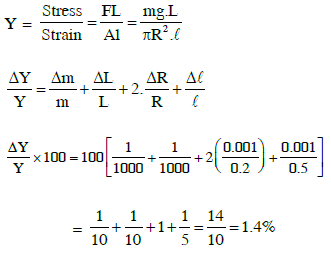 Y = Stress/Strain = FL/Al = mg.L/πR².ℓ
ΔY/Y = Δm/m + ΔL/L + 2.ΔR/R + Δℓ/ℓ
ΔY/Y ×100 = 100[1/1000 + 1/1000 + 2(0.001/0.2) + 0.001/0.5]
= 1/10 + 1/10 + 1 + 1/5 = 14/10 = 1.4%